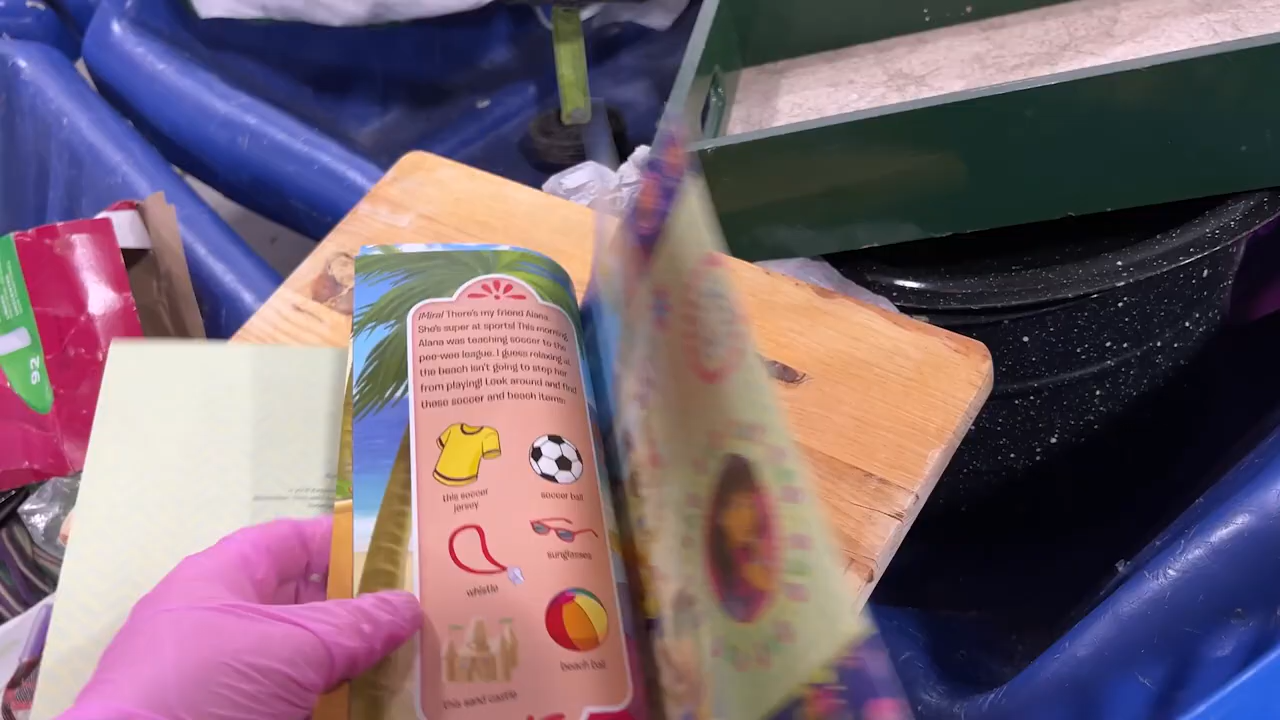 ¡Mira! There's my friend Alana.
She's super at sports! This morning,
Alana was teaching soccer to the
pee-wee league. I guess relaxing at
the beach isn't going to stop her
from playing! Look around and find
these soccer and beach items:
this soccer
jersey
soccer ball
whistle
sunglasses
this sand castle
beach ball
92